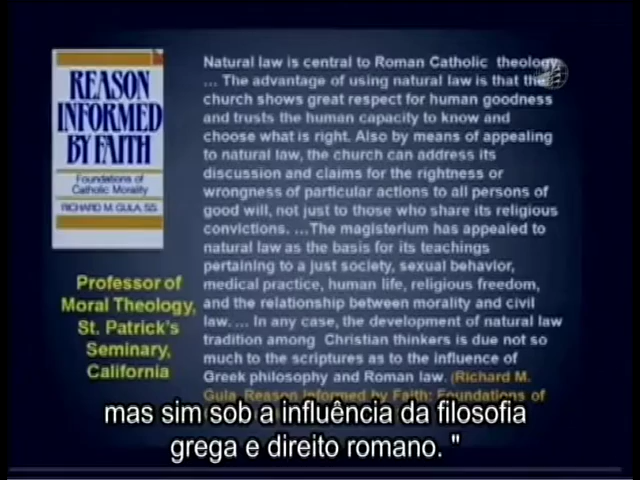 REASON
INFORMED
BY FAITH
Foundations of
Catholic Morality
RICHARD M. GULA, S.S.
Natural law is central to Roman Catholic theology
... The advantage of using natural law is that the
church shows great respect for human goodness
and trusts the human capacity to know and
choose what is right. Also by means of appealing
to natural law, the church can address its
discussion and claims for the rightness or
wrongness of particular actions to all persons of
good will, not just to those who share its religious
convictions. ...The magisterium has appealed to
natural law as the basis for its teachings
pertaining to a just society, sexual behavior,
medical practice, human life, religious freedom,
and the relationship between morality and civil
law. ... In any case, the development of natural law
tradition among Christian thinkers is due not so
much to the scriptures as to the influence of
Greek philosophy and Roman law. (Richard M.
Gula, Reason Informed by Faith: Foundations of
Professor of
Moral Theology,
St. Patrick's
Seminary,
California
mas sim sob a influência da filosofia
grega e direito romano. "